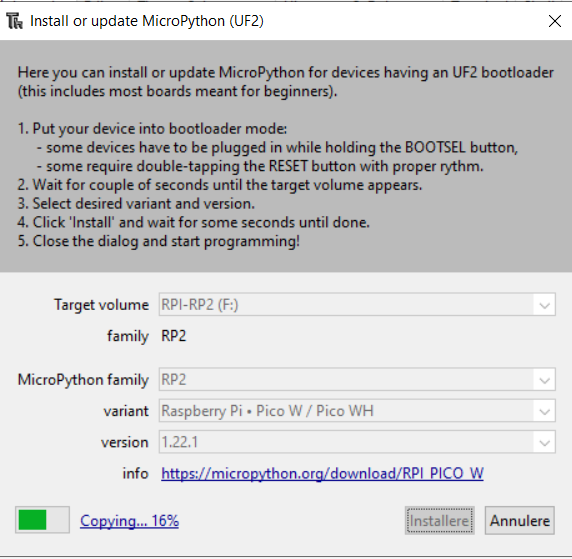 Install or update MicroPython (UF2)
Here you can install or update MicroPython for devices having an UF2 bootloader
(this includes most boards meant for beginners).
1. Put your device into bootloader mode:
- some devices have to be plugged in while holding the BOOTSEL button,
- some require double-tapping the RESET button with proper rythm.
2. Wait for couple of seconds until the target volume appears.
3. Select desired variant and version.
4. Click 'Install' and wait for some seconds until done.
5. Close the dialog and start programming!
Target volume RPI-RP2 (F:)
family RP2
MicroPython family RP2
variant Raspberry Pi • Pico W / Pico WH
version 1.22.1
info https://micropython.org/download/RPI_PICO_W
Copying... 16% Installere Annulere